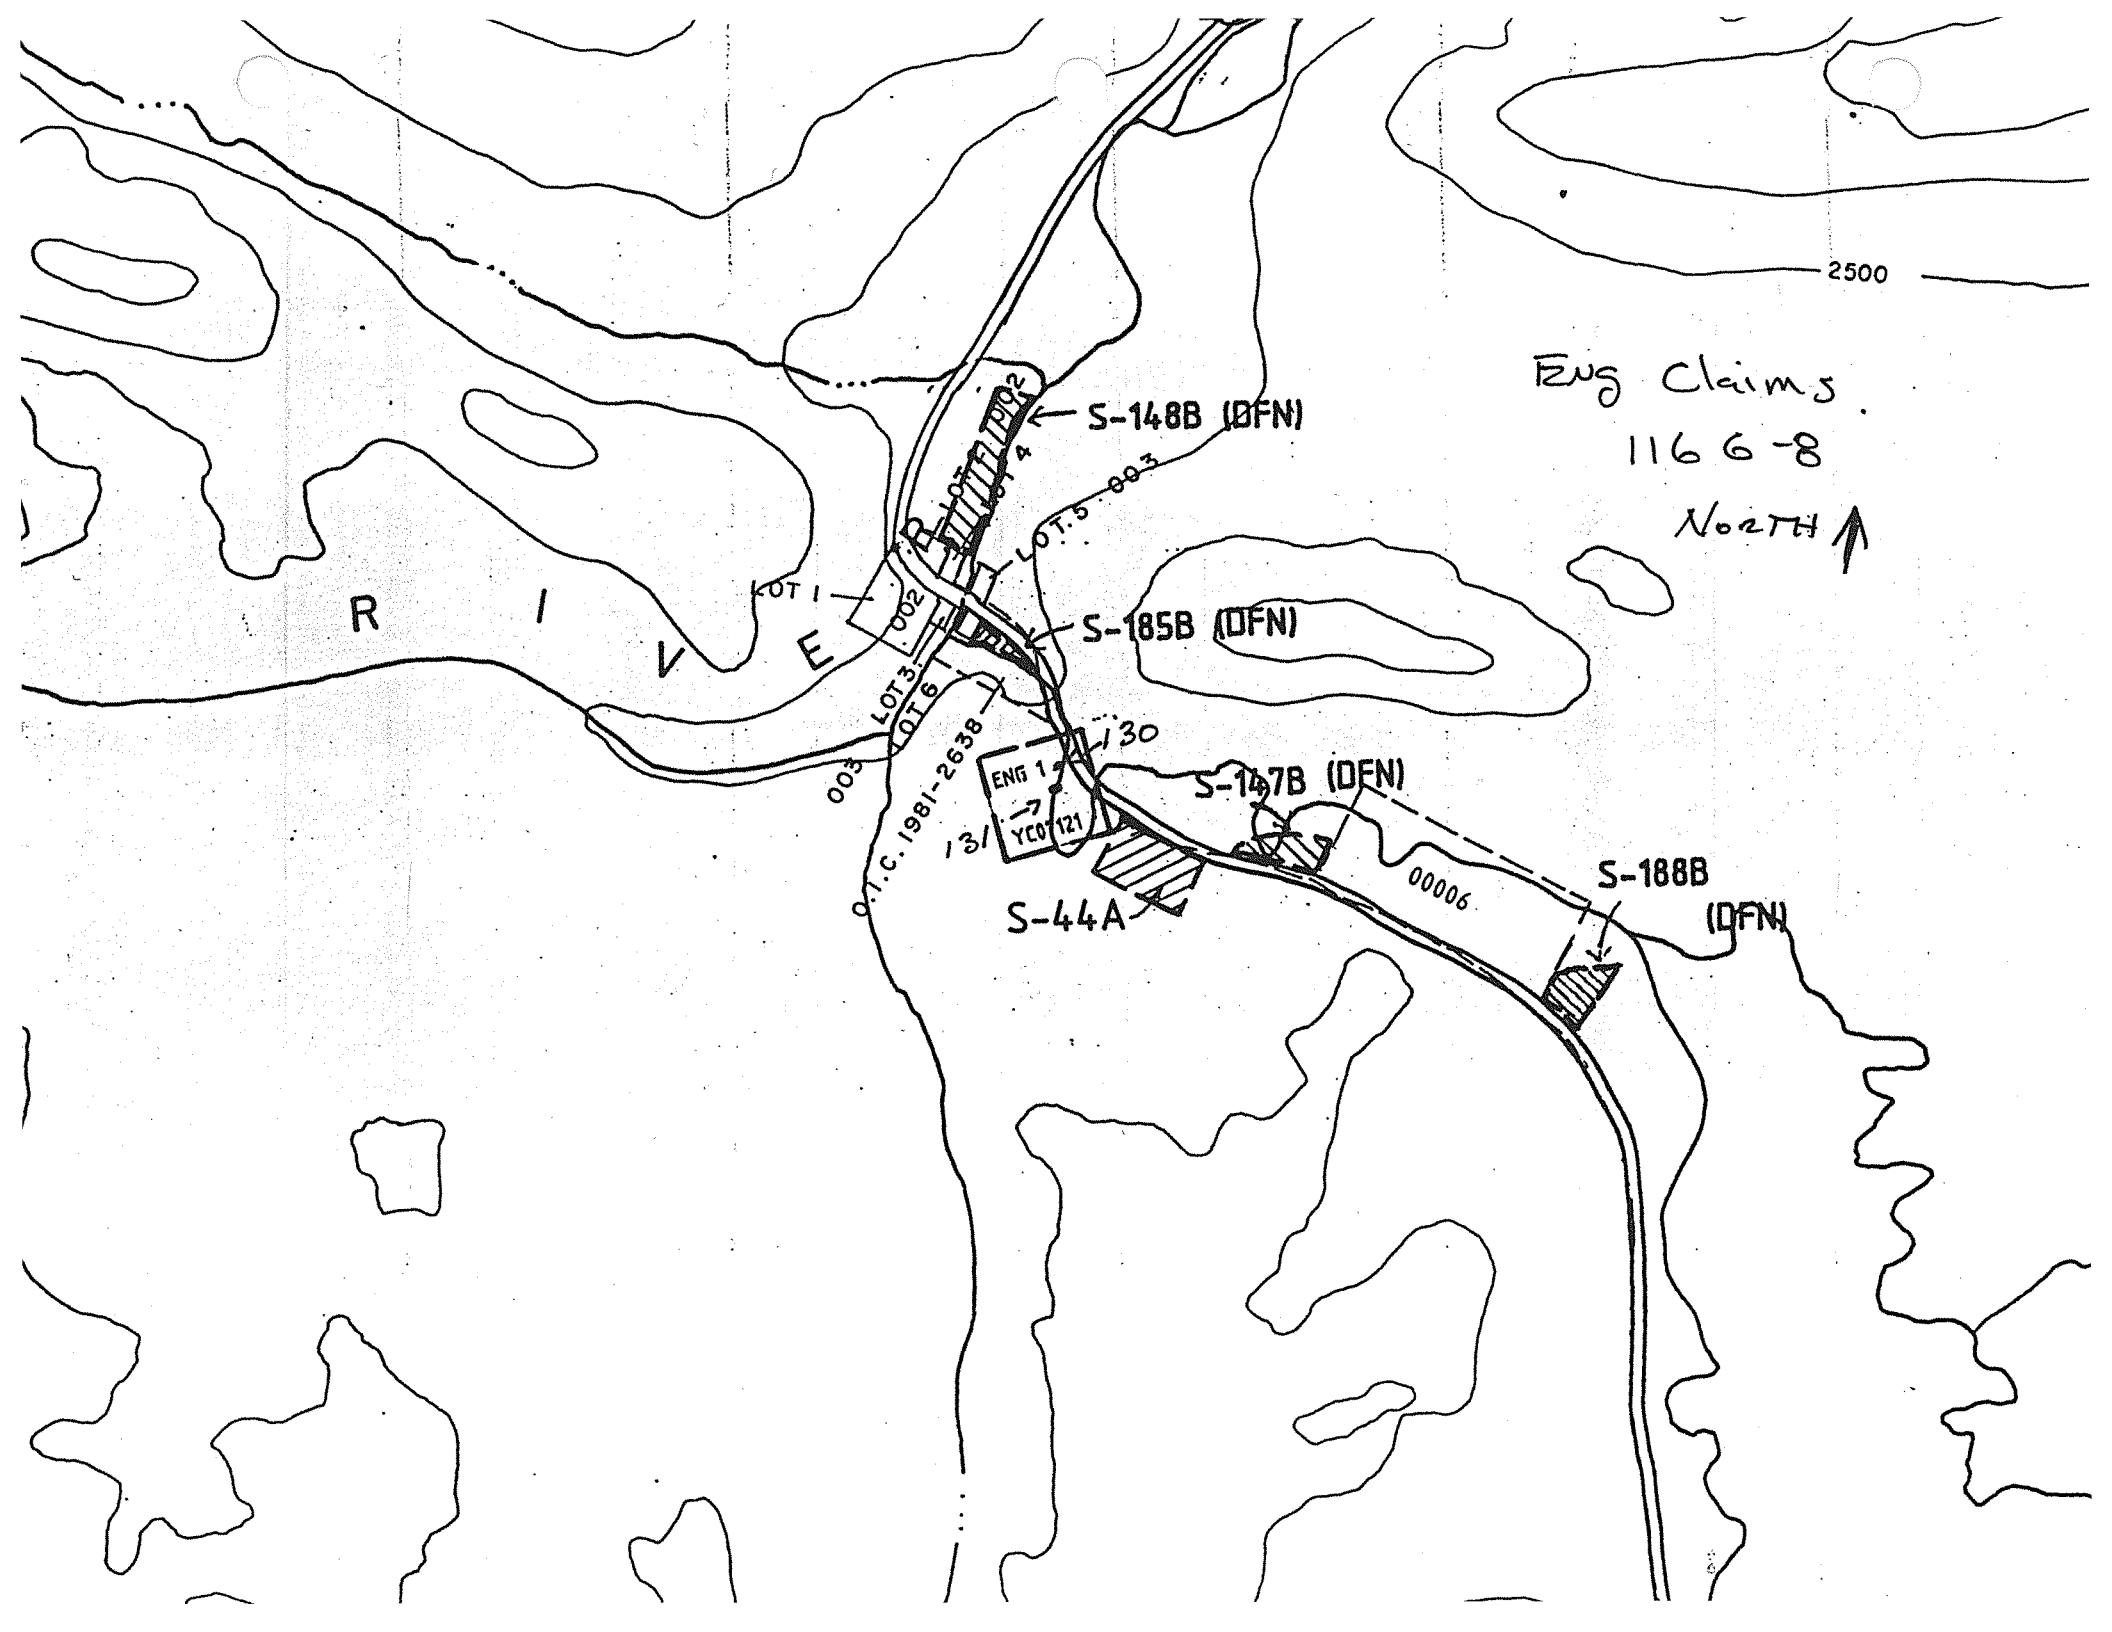 2500
Eng Claims
116 G-8
NORTH
S-148B (DFN)
LOT 4
003
LOT. 5
R I V E R
LOT 1
002
S-185B (DFN)
LOT 3
LOT 6
003
O.I.C. 1981-2638
130
ENG 1
131
S-147B (DFN)
S-44A
00006
S-188B
(DFN)